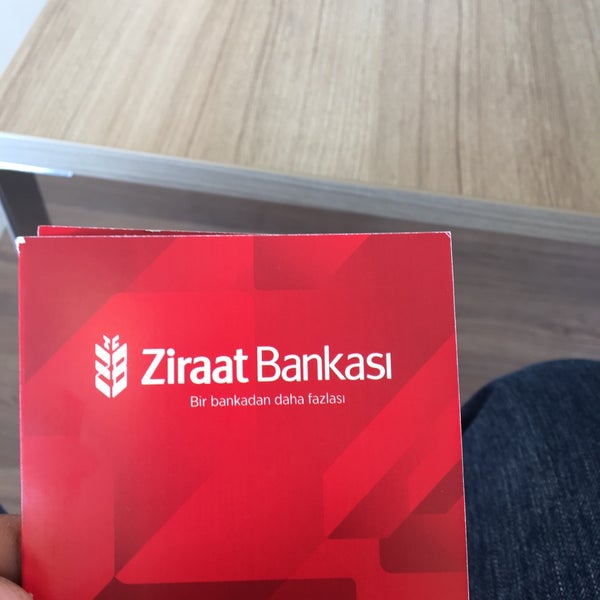 Ziraat Bankası
Bir bankadan daha fazlası